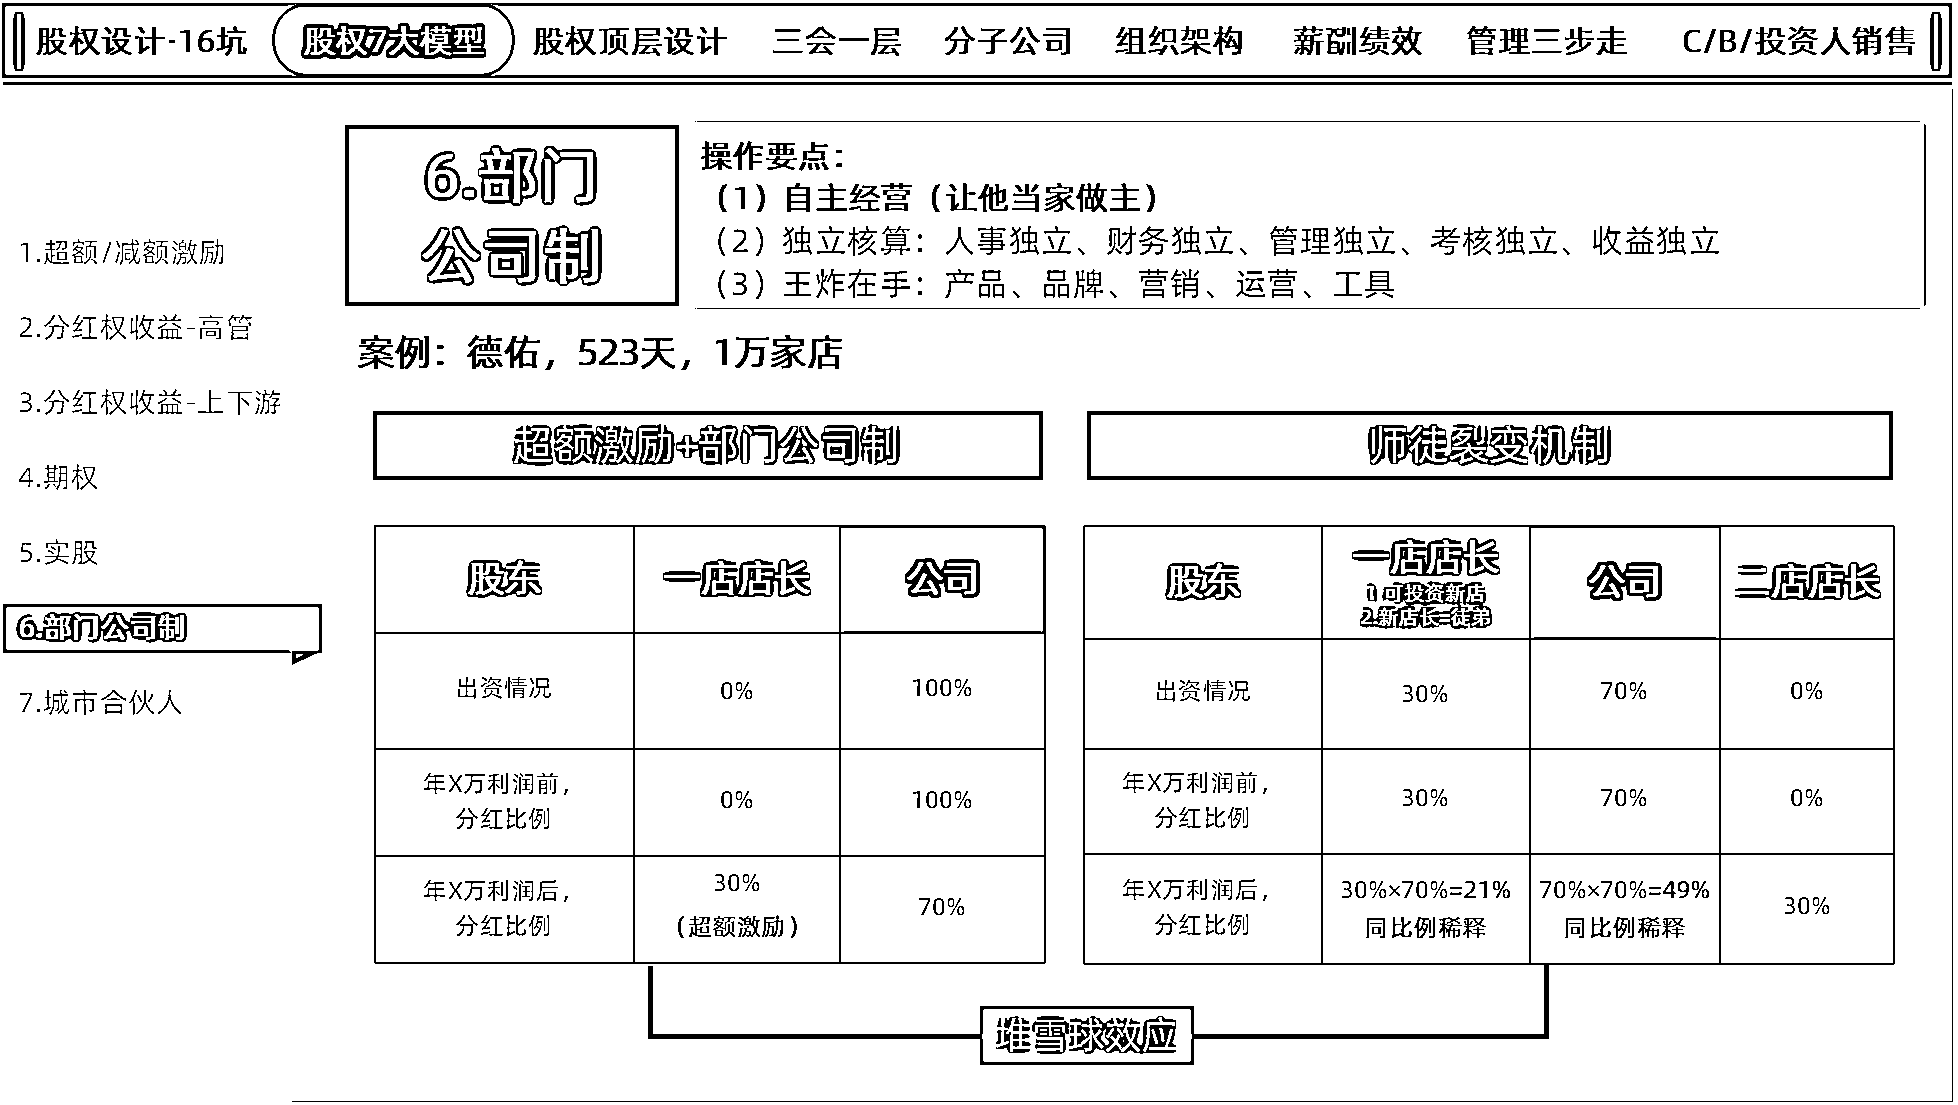 股权设计-16坑 股权7大模型 股权顶层设计 三会一层 分子公司 组织架构 薪酬绩效 管理三步走 C/B/投资人销售
1.超额/减额激励
2.分红权收益-高管
3.分红权收益-上下游
4.期权
5.实股
6.部门公司制
7.城市合伙人
6.部门
公司制
操作要点：
（1）自主经营（让他当家做主）
（2）独立核算：人事独立、财务独立、管理独立、考核独立、收益独立
（3）王炸在手：产品、品牌、营销、运营、工具
案例：德佑，523天，1万家店
超额激励+部门公司制
股东 一店店长 公司
出资情况 0% 100%
年X万利润前，
分红比例 0% 100%
年X万利润后，
分红比例
30%
（超额激励）
70%
师徒裂变机制
股东
一店店长
1.可投资新店
2.新店长=徒弟
公司 二店店长
出资情况 30% 70% 0%
年X万利润前，
分红比例 30% 70% 0%
年X万利润后，
分红比例
30%×70%=21%
同比例稀释
70%×70%=49%
同比例稀释
30%
堆雪球效应